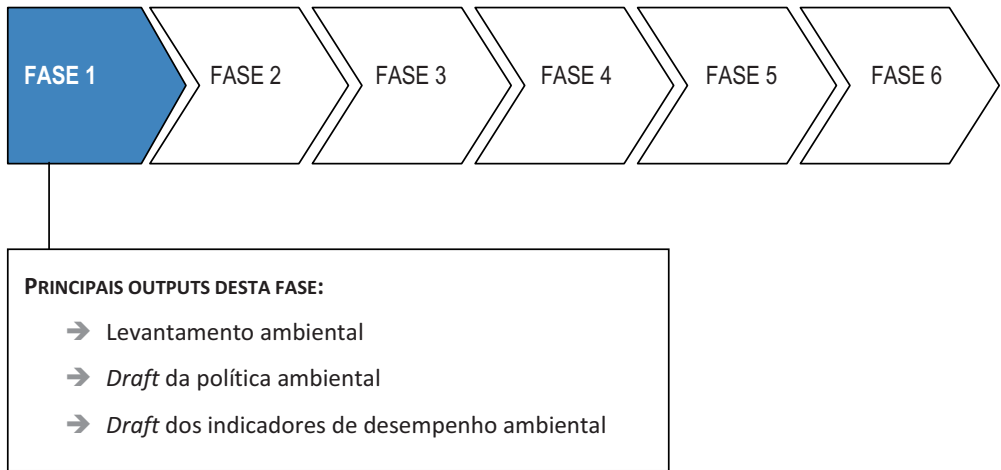 FASE 1 FASE 2 FASE 3 FASE 4 FASE 5 FASE 6
PRINCIPAIS OUTPUTS DESTA FASE:
➔ Levantamento ambiental
➔ Draft da política ambiental
➔ Draft dos indicadores de desempenho ambiental